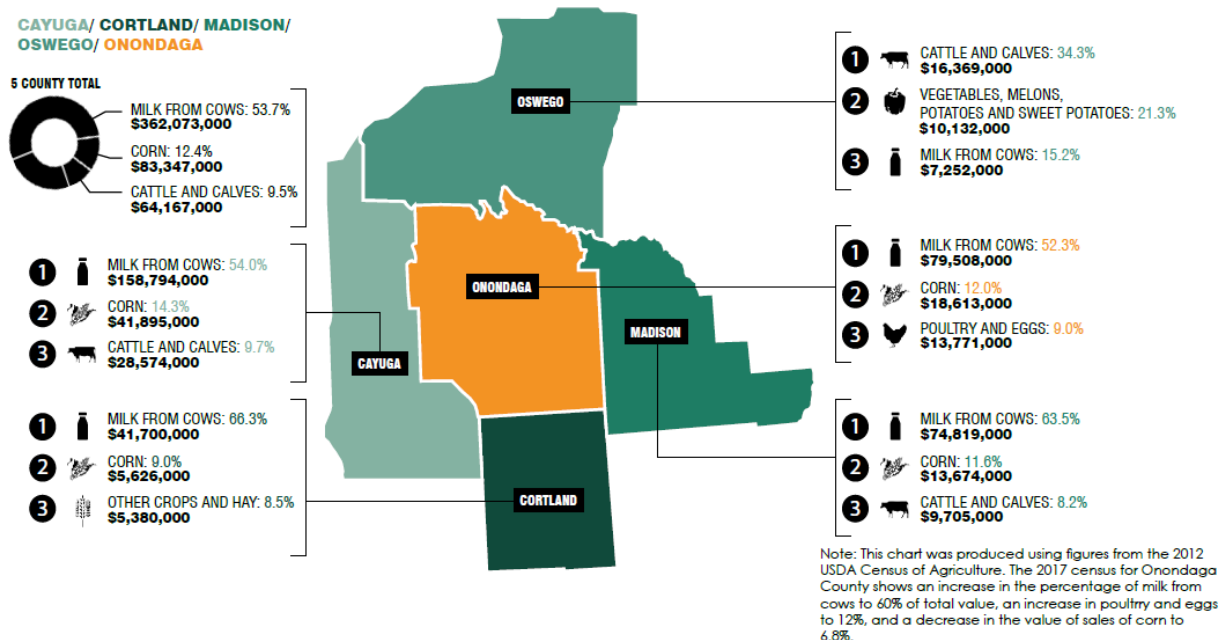 CAYUGA/ CORTLAND/ MADISON/
OSWEGO/ ONONDAGA
5 COUNTY TOTAL
MILK FROM COWS: 53.7%
$362,073,000
CORN: 12.4%
$83,347,000
CATTLE AND CALVES: 9.5%
$64,167,000
1
MILK FROM COWS: 54.0%
$158,794,000
2
CORN: 14.3%
$41,895,000
3
CATTLE AND CALVES: 9.7%
$28,574,000
1
MILK FROM COWS: 66.3%
$41,700,000
2
CORN: 9.0%
$5,626,000
3
OTHER CROPS AND HAY: 8.5%
$5,380,000
OSWEGO
ONONDAGA
MADISON
CAYUGA
CORTLAND
1
CATTLE AND CALVES: 34.3%
$16,369,000
2
VEGETABLES, MELONS,
POTATOES AND SWEET POTATOES: 21.3%
$10,132,000
3
MILK FROM COWS: 15.2%
$7,252,000
1
MILK FROM COWS: 52.3%
$79,508,000
2
CORN: 12.0%
$18,613,000
3
POULTRY AND EGGS: 9.0%
$13,771,000
1
MILK FROM COWS: 63.5%
$74,819,000
2
CORN: 11.6%
$13,674,000
3
CATTLE AND CALVES: 8.2%
$9,705,000
Note: This chart was produced using figures from the 2012
USDA Census of Agriculture. The 2017 census for Onondaga
County shows an increase in the percentage of milk from
cows to 60% of total value, an increase in poultrry and eggs
to 12%, and a decrease in the value of sales of corn to
6.8%.